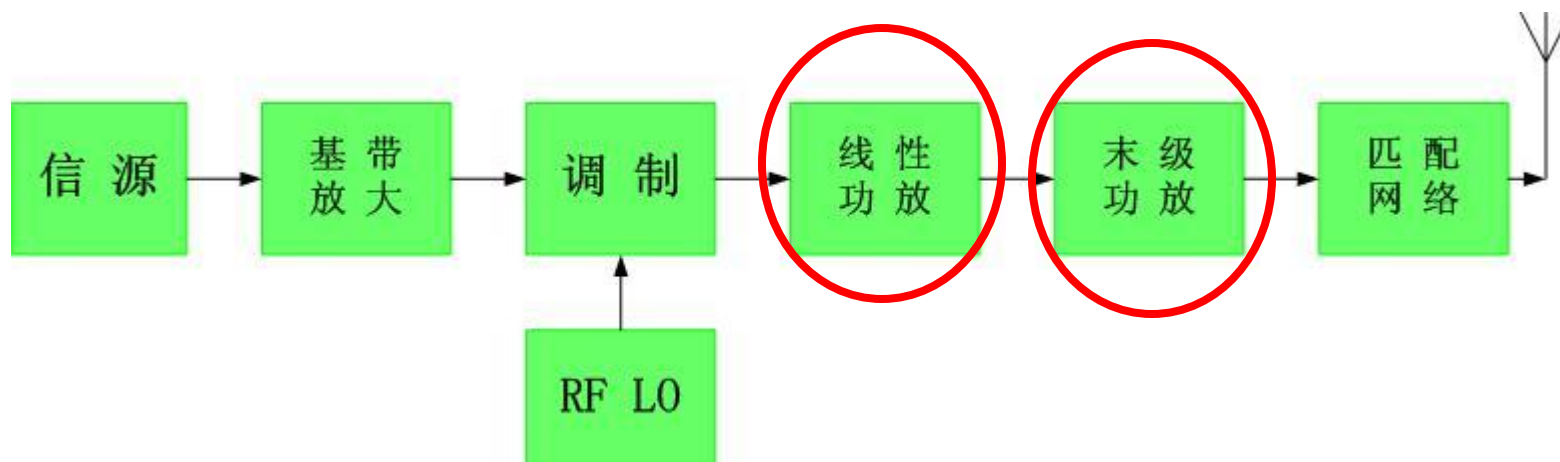 信 源
基 带
放 大
调 制
线 性
功 放
末 级
功 放
匹 配
网 络
RF LO